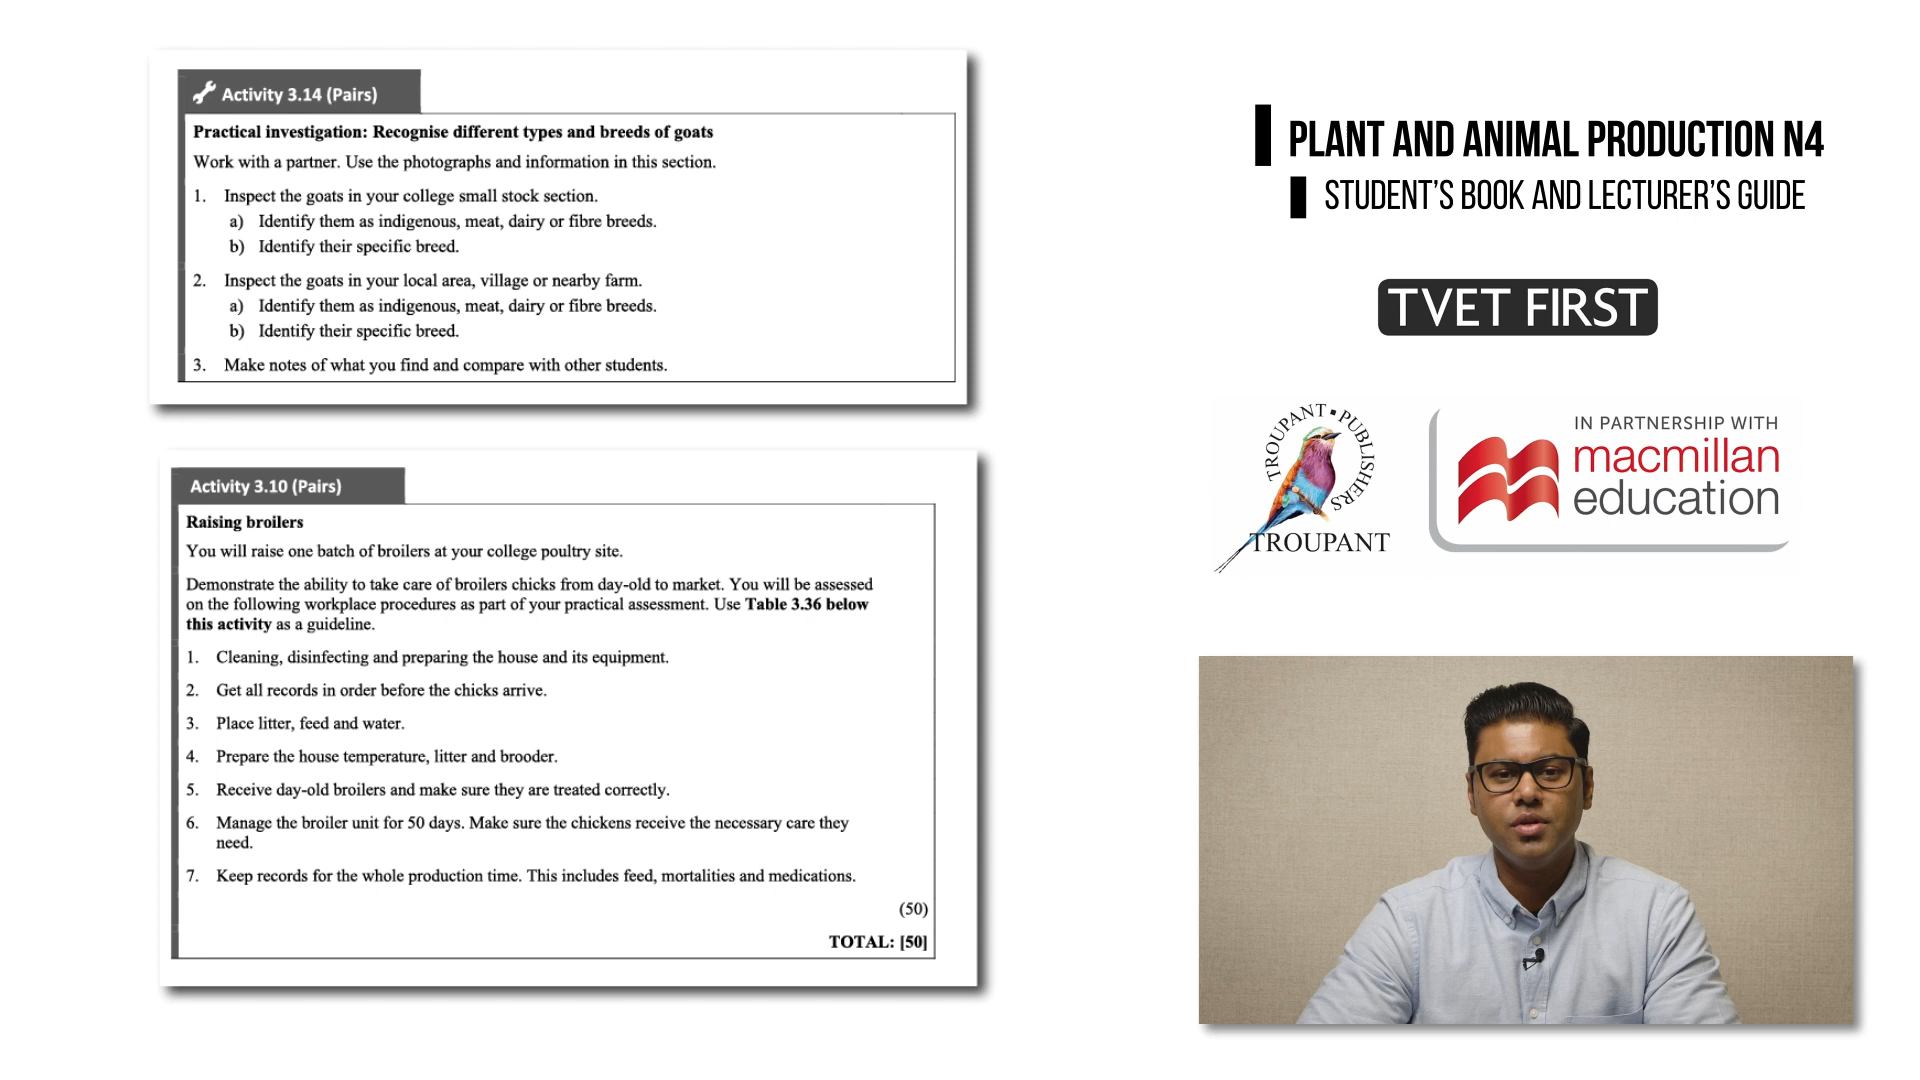 Activity 3.14 (Pairs)
Practical investigation: Recognise different types and breeds of goats
Work with a partner. Use the photographs and information in this section.
1. Inspect the goats in your college small stock section.
a) Identify them as indigenous, meat, dairy or fibre breeds.
b) Identify their specific breed.
2. Inspect the goats in your local area, village or nearby farm.
a) Identify them as indigenous, meat, dairy or fibre breeds.
b) Identify their specific breed.
3. Make notes of what you find and compare with other students.
Activity 3.10 (Pairs)
Raising broilers
You will raise one batch of broilers at your college poultry site.
Demonstrate the ability to take care of broilers chicks from day-old to market. You will be assessed
on the following workplace procedures as part of your practical assessment. Use Table 3.36 below
this activity as a guideline.
1. Cleaning, disinfecting and preparing the house and its equipment.
2. Get all records in order before the chicks arrive.
3. Place litter, feed and water.
4. Prepare the house temperature, litter and brooder.
5. Receive day-old broilers and make sure they are treated correctly.
6. Manage the broiler unit for 50 days. Make sure the chickens receive the necessary care they
need.
7. Keep records for the whole production time. This includes feed, mortalities and medications.
(50)
TOTAL: [50]
PLANT AND ANIMAL PRODUCTION N4
STUDENT'S BOOK AND LECTURER'S GUIDE
TVET FIRST
TROUPANT ▪ PUBLISHERS
TROUPANT
IN PARTNERSHIP WITH
macmillan
education